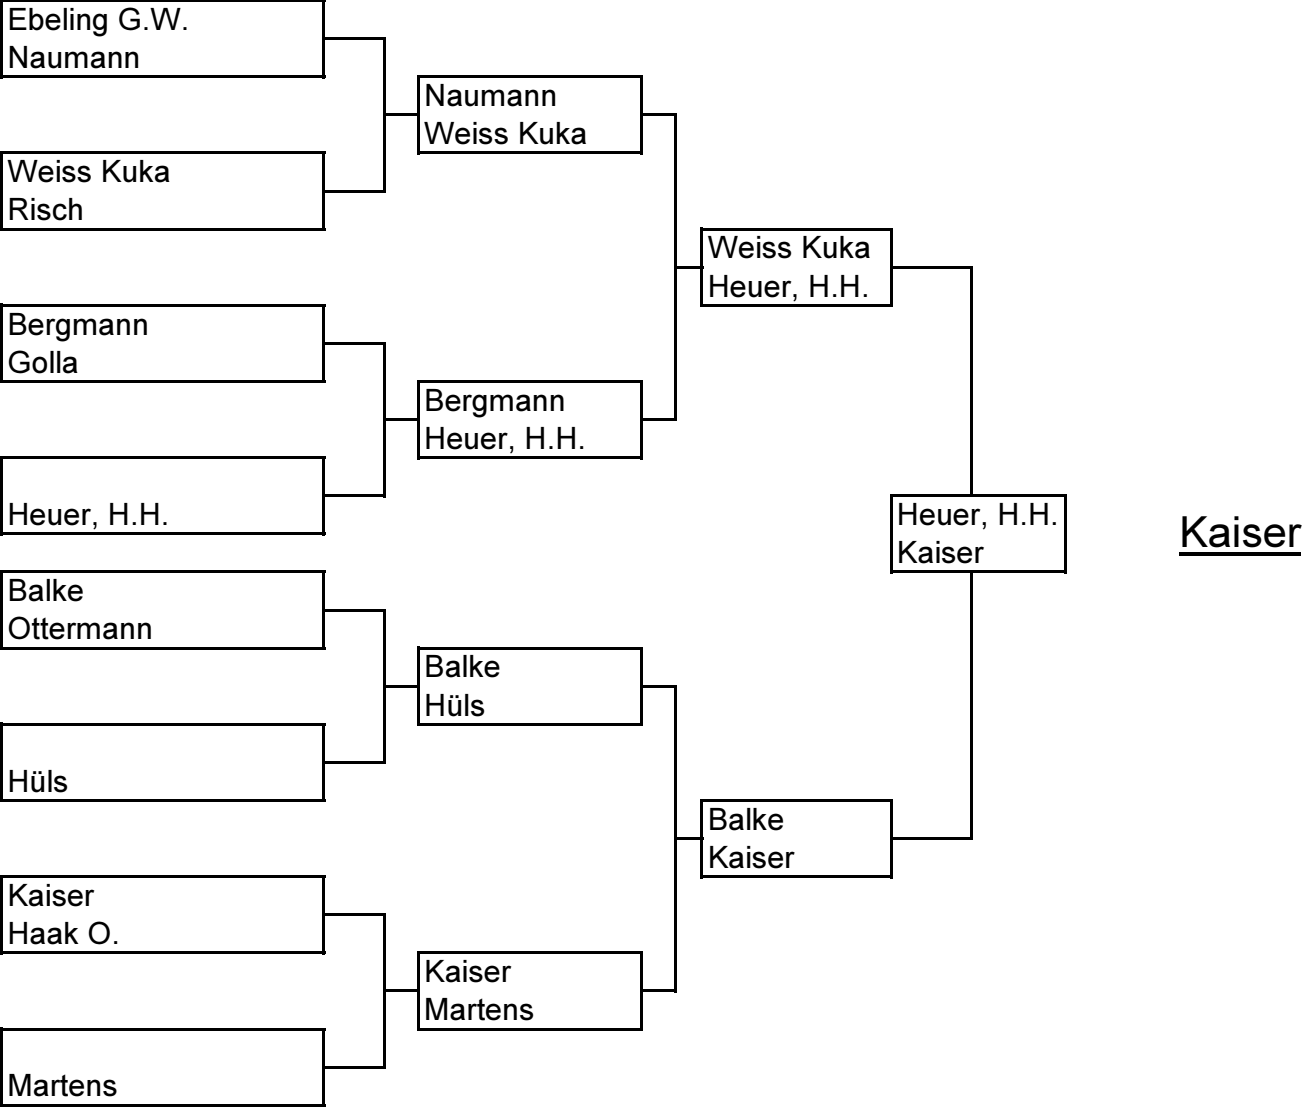 Ebeling G.W.
Naumann
Weiss Kuka
Risch
Bergmann
Golla
Heuer, H.H.
Balke
Ottermann
Hüls
Kaiser
Haak O.
Martens
Naumann
Weiss Kuka
Bergmann
Heuer, H.H.
Balke
Hüls
Kaiser
Martens
Weiss Kuka
Heuer, H.H.
Balke
Kaiser
Heuer, H.H.
Kaiser
Kaiser